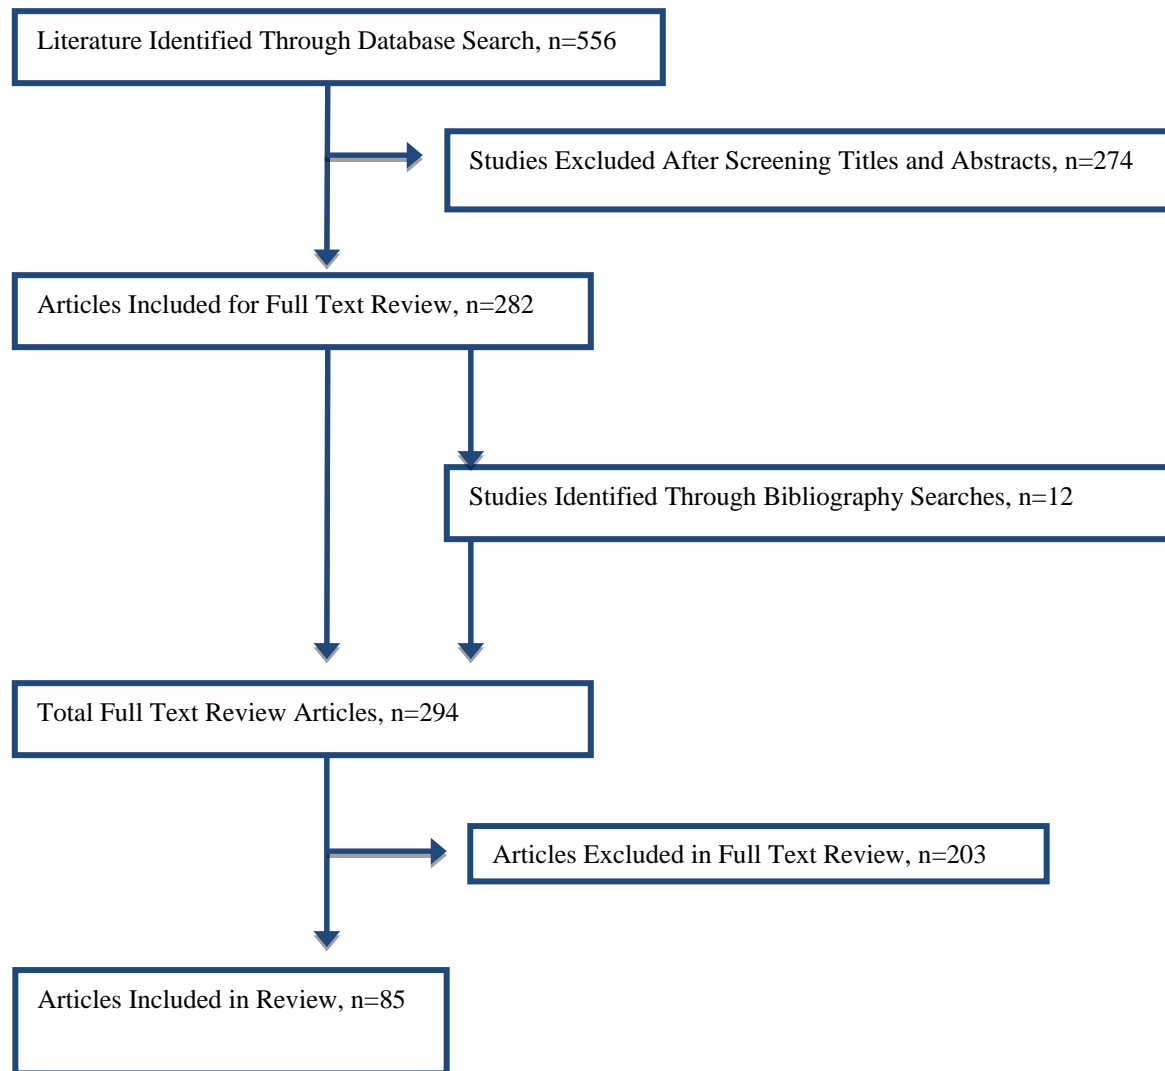 Literature Identified Through Database Search, n=556
Studies Excluded After Screening Titles and Abstracts, n=274
Articles Included for Full Text Review, n=282
Studies Identified Through Bibliography Searches, n=12
Total Full Text Review Articles, n=294
Articles Excluded in Full Text Review, n=203
Articles Included in Review, n=85